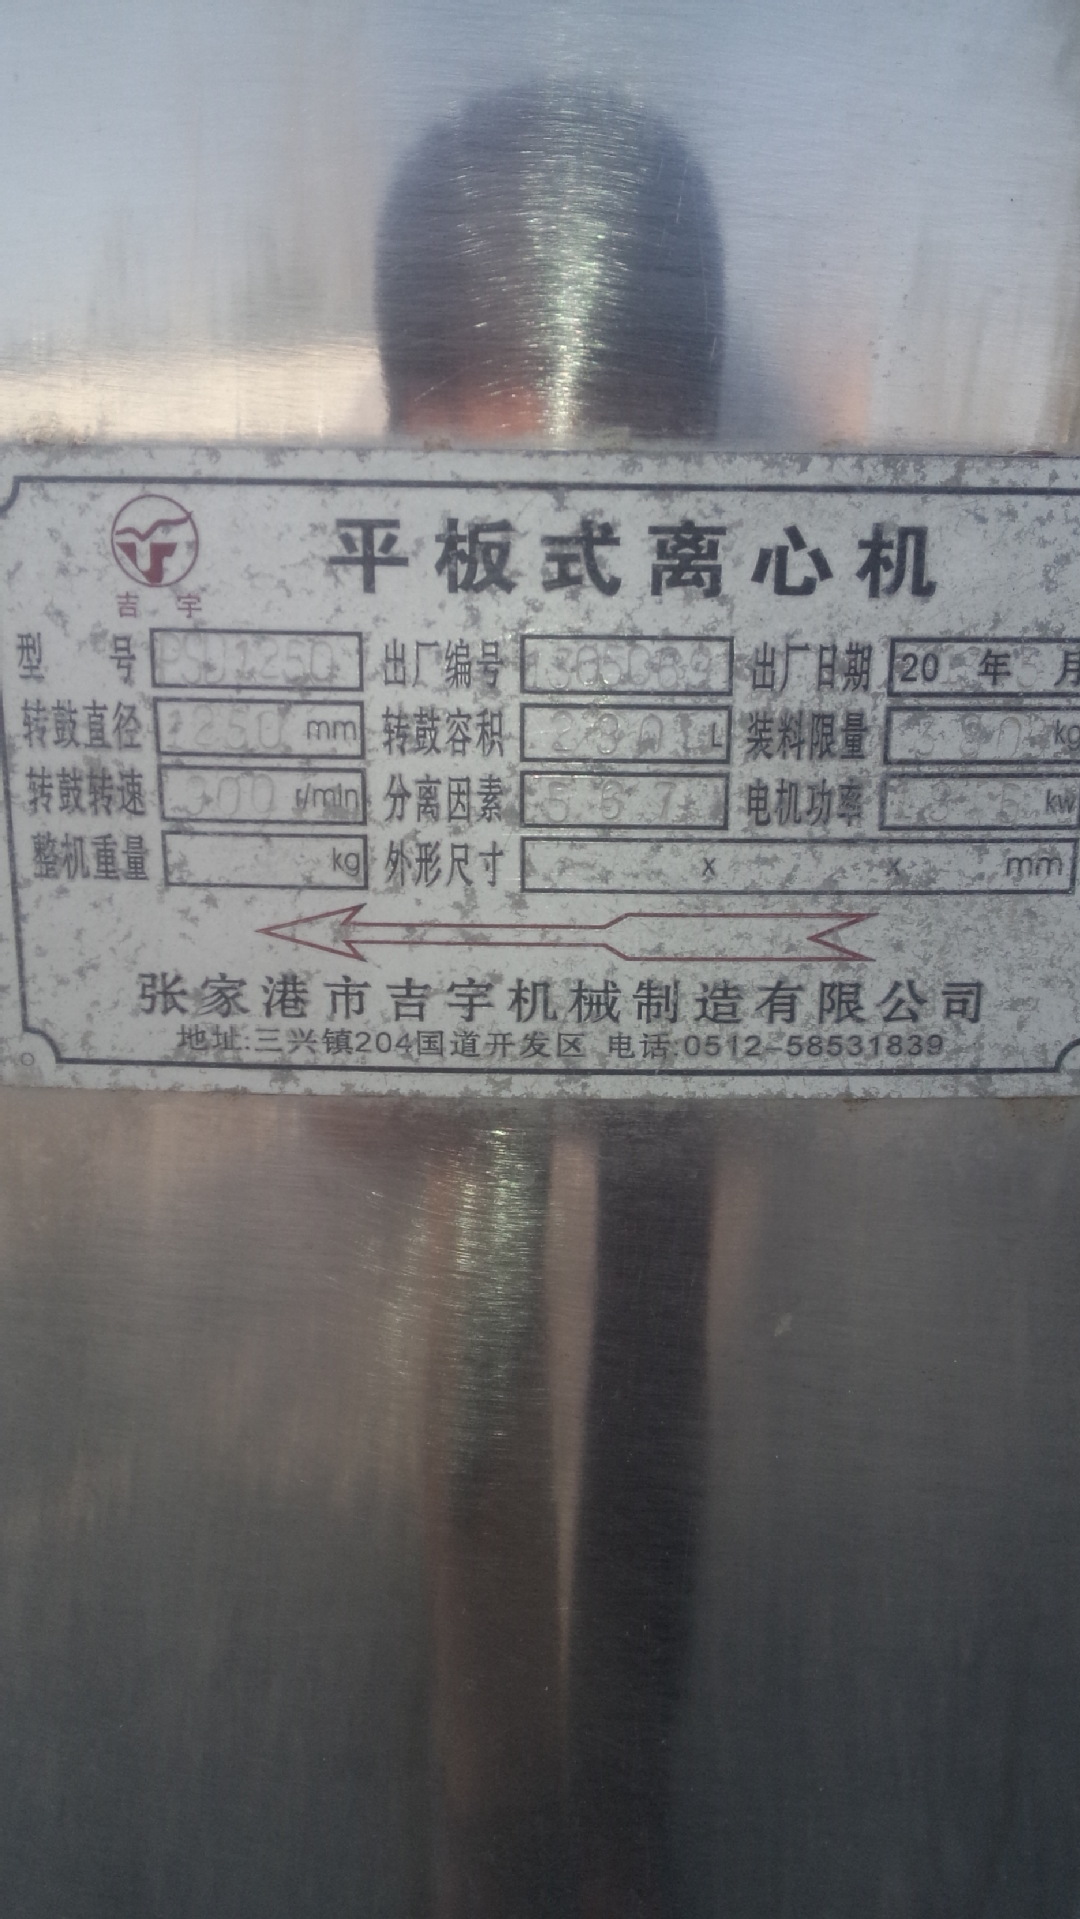 平板式离心机
吉宇
型号 PSD1250 出厂编号 出厂日期 20 年 月
转鼓直径 1250 mm 转鼓容积 230 L 装料限量 kg
转鼓转速 r/min 分离因素 电机功率 kw
整机重量 kg 外形尺寸 x x mm
张家港市吉宇机械制造有限公司
地址:三兴镇204国道开发区 电话:0512-58531839